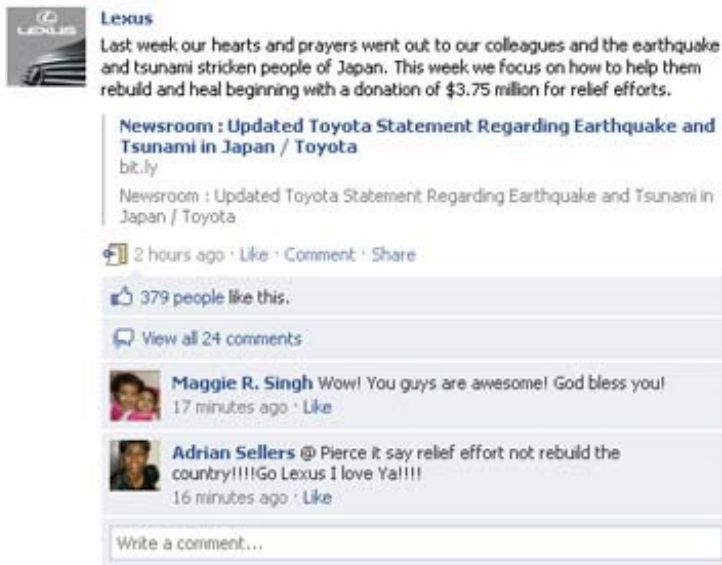 LEXUS
Lexus
Last week our hearts and prayers went out to our colleagues and the earthquake
and tsunami stricken people of Japan. This week we focus on how to help them
rebuild and heal beginning with a donation of $3.75 million for relief efforts.
Newsroom : Updated Toyota Statement Regarding Earthquake and
Tsunami in Japan / Toyota
bit.ly
Newsroom : Updated Toyota Statement Regarding Earthquake and Tsunami in
Japan / Toyota
2 hours ago · Like · Comment · Share
379 people like this.
View all 24 comments
Maggie R. Singh Wow! You guys are awesome! God bless you!
17 minutes ago · Like
Adrian Sellers @ Pierce it say relief effort not rebuild the
country!!!!Go Lexus I love Ya!!!!
16 minutes ago · Like
Write a comment...